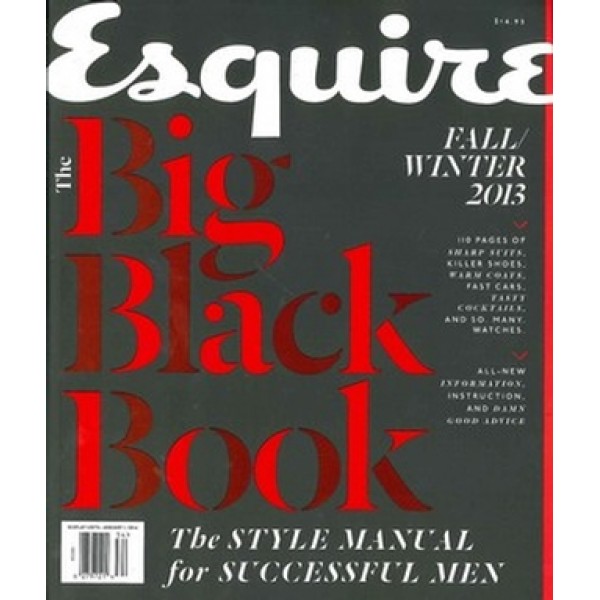 $14.95
Esquire
The
Big
Black
Book
FALL/
WINTER
2013
110 PAGES OF
SHARP SUITS,
KILLER SHOES,
WARM COATS,
FAST CARS,
TASTY
COCKTAILS,
AND SO. MANY.
WATCHES.
ALL-NEW
INFORMATION,
INSTRUCTION,
AND DAMN
GOOD ADVICE
The STYLE MANUAL
for SUCCESSFUL MEN